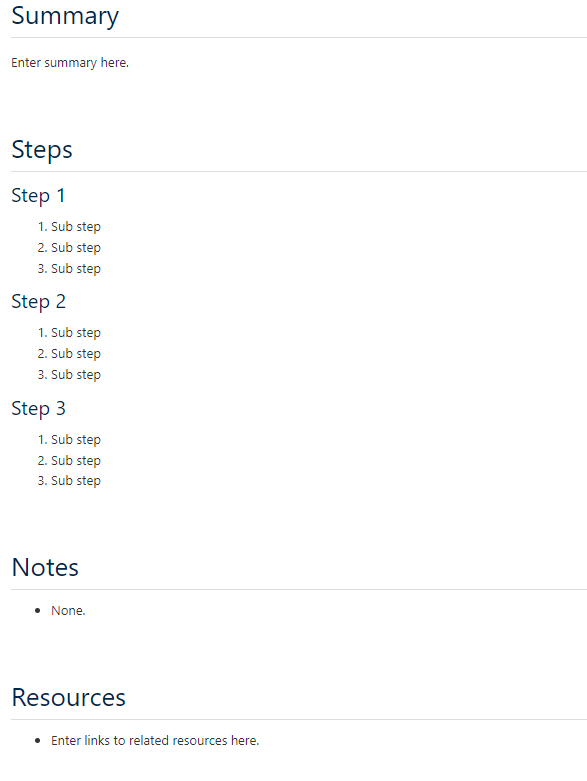 Summary
Enter summary here.
Steps
Step 1
1. Sub step
2. Sub step
3. Sub step
Step 2
1. Sub step
2. Sub step
3. Sub step
Step 3
1. Sub step
2. Sub step
3. Sub step
Notes
• None.
Resources
• Enter links to related resources here.